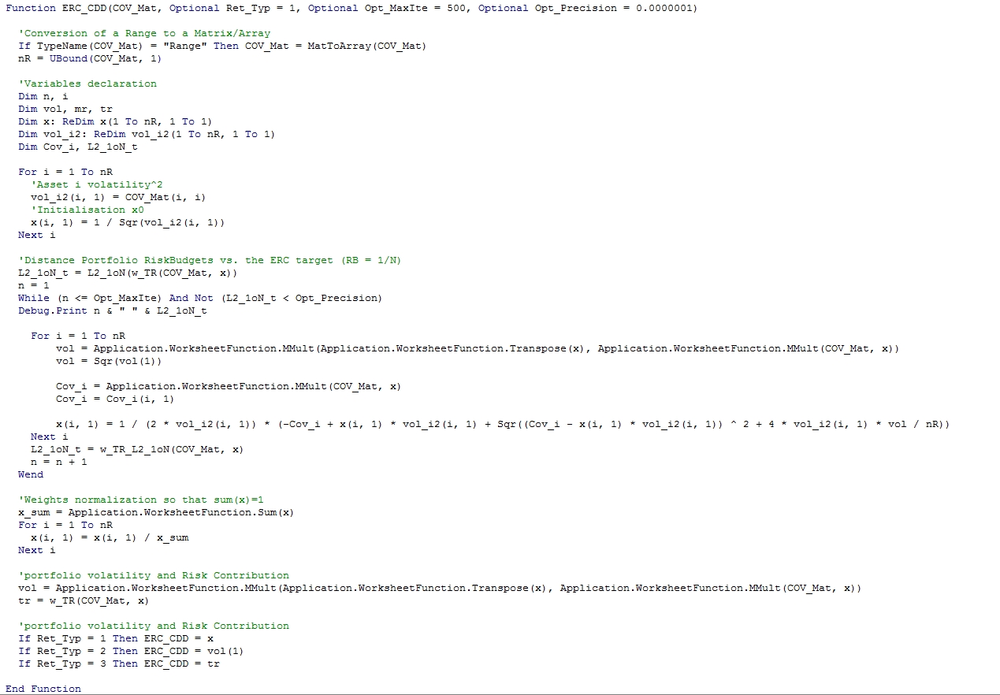 Function ERC_CDD(COV_Mat, Optional Ret_Typ = 1, Optional Opt_MaxIte = 500, Optional Opt_Precision = 0.0000001)
'Conversion of a Range to a Matrix/Array
If TypeName(COV_Mat) = "Range" Then COV_Mat = MatToArray(COV_Mat)
nR = UBound(COV_Mat, 1)
'Variables declaration
Dim n, i
Dim vol, mr, tr
Dim x: ReDim x(1 To nR, 1 To 1)
Dim vol_i2: ReDim vol_i2(1 To nR, 1 To 1)
Dim Cov_i, L2_1oN_t
For i = 1 To nR
'Asset i volatility^2
vol_i2(i, 1) = COV_Mat(i, i)
'Initialisation x0
x(i, 1) = 1 / Sqr(vol_i2(i, 1))
Next i
'Distance Portfolio RiskBudgets vs. the ERC target (RB = 1/N)
L2_1oN_t = L2_1oN(w_TR(COV_Mat, x))
n = 1
While (n <= Opt_MaxIte) And Not (L2_1oN_t < Opt_Precision)
Debug.Print n & " " & L2_1oN_t
For i = 1 To nR
vol = Application.WorksheetFunction.MMult(Application.WorksheetFunction.Transpose(x), Application.WorksheetFunction.MMult(COV_Mat, x))
vol = Sqr(vol(1))
Cov_i = Application.WorksheetFunction.MMult(COV_Mat, x)
Cov_i = Cov_i(i, 1)
x(i, 1) = 1 / (2 * vol_i2(i, 1)) * (-Cov_i + x(i, 1) * vol_i2(i, 1) + Sqr((Cov_i - x(i, 1) * vol_i2(i, 1)) ^ 2 + 4 * vol_i2(i, 1) * vol / nR))
Next i
L2_1oN_t = w_TR_L2_1oN(COV_Mat, x)
n = n + 1
Wend
'Weights normalization so that sum(x)=1
x_sum = Application.WorksheetFunction.Sum(x)
For i = 1 To nR
x(i, 1) = x(i, 1) / x_sum
Next i
'portfolio volatility and Risk Contribution
vol = Application.WorksheetFunction.MMult(Application.WorksheetFunction.Transpose(x), Application.WorksheetFunction.MMult(COV_Mat, x))
tr = w_TR(COV_Mat, x)
'portfolio volatility and Risk Contribution
If Ret_Typ = 1 Then ERC_CDD = x
If Ret_Typ = 2 Then ERC_CDD = vol(1)
If Ret_Typ = 3 Then ERC_CDD = tr
End Function